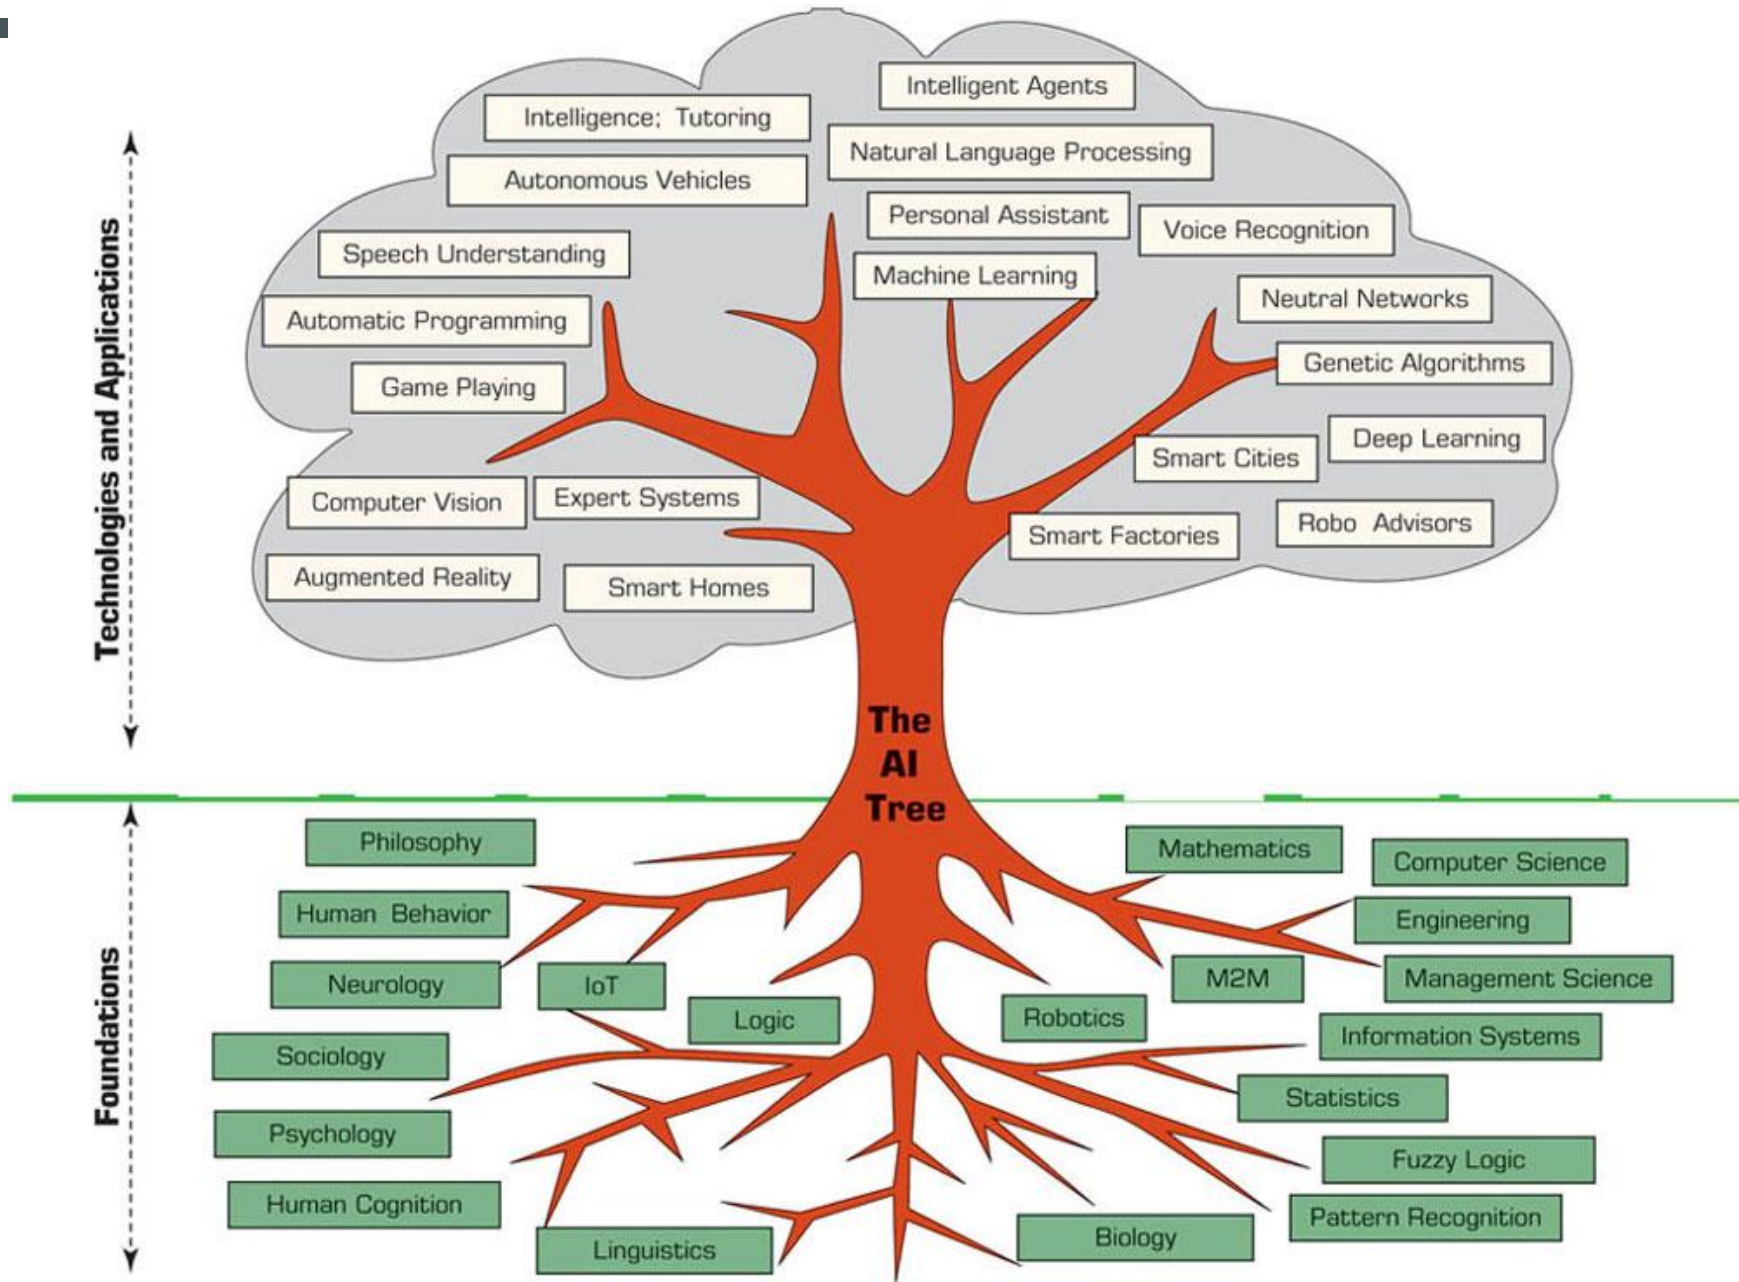 Intelligent Agents
Intelligence; Tutoring
Natural Language Processing
Autonomous Vehicles
Personal Assistant
Voice Recognition
Speech Understanding
Machine Learning
Neutral Networks
Automatic Programming
Genetic Algorithms
Game Playing
Deep Learning
Smart Cities
Computer Vision
Expert Systems
Robo Advisors
Smart Factories
Augmented Reality
Smart Homes
Technologies and Applications
The
AI
Tree
Foundations
Philosophy
Mathematics
Computer Science
Human Behavior
Engineering
Neurology
IoT
M2M
Management Science
Logic
Robotics
Information Systems
Sociology
Statistics
Psychology
Fuzzy Logic
Human Cognition
Pattern Recognition
Linguistics
Biology